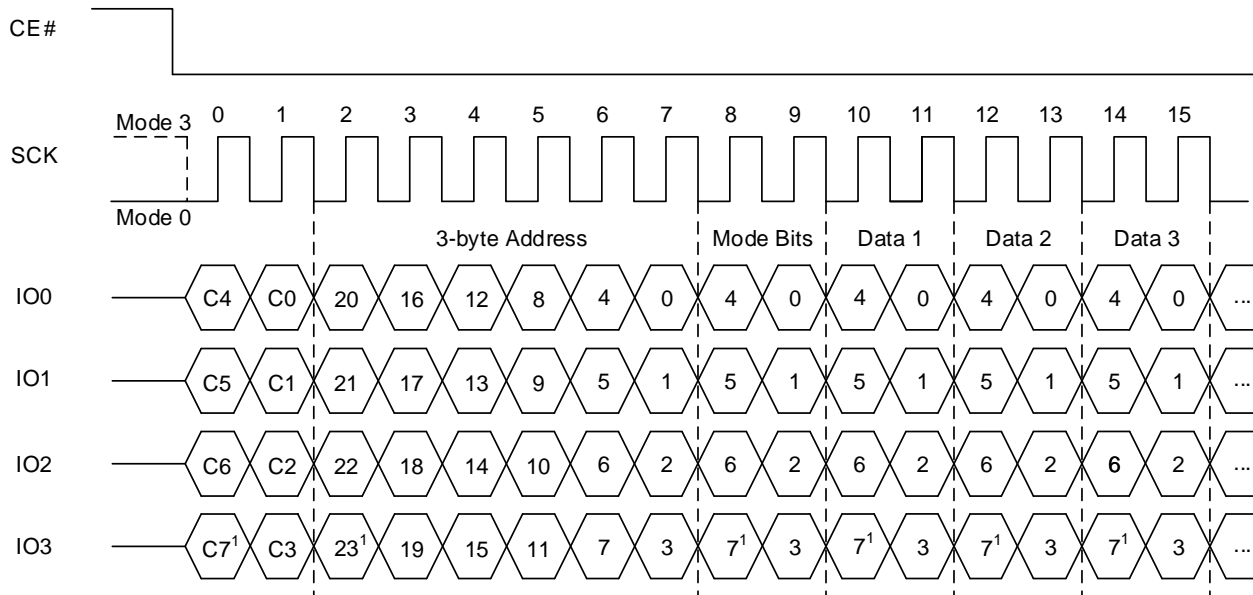 CE#
0 1 2 3 4 5 6 7 8 9 10 11 12 13 14 15
Mode 3
SCK
Mode 0
3-byte Address Mode Bits Data 1 Data 2 Data 3
IO0 C4 C0 20 16 12 8 4 0 4 0 4 0 4 0 4 0 ...
IO1 C5 C1 21 17 13 9 5 1 5 1 5 1 5 1 5 1 ...
IO2 C6 C2 22 18 14 10 6 2 6 2 6 2 6 2 6 2 ...
IO3 C7¹ C3 23¹ 19 15 11 7 3 7¹ 3 7¹ 3 7¹ 3 7¹ 3 ...